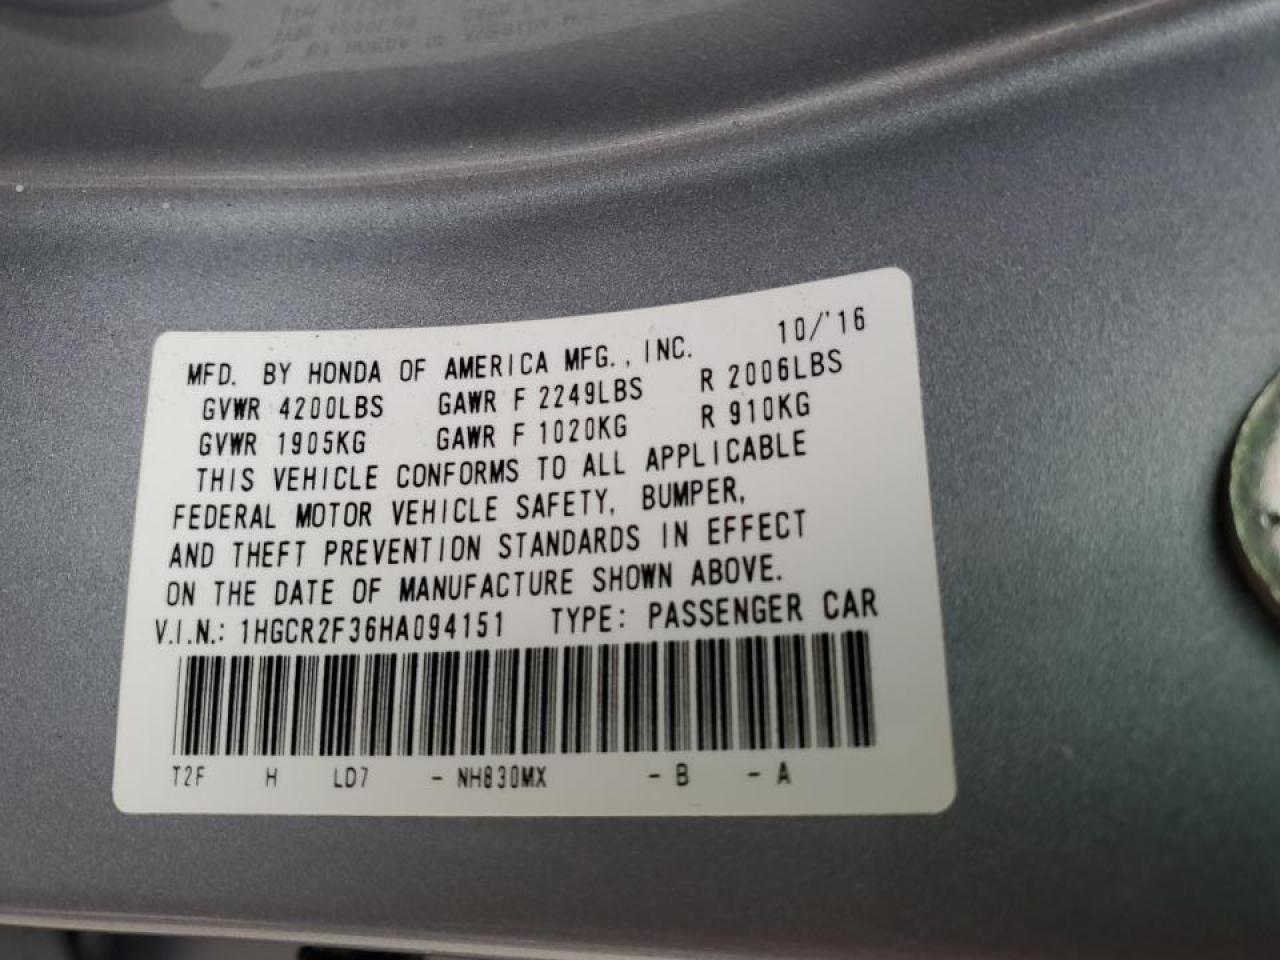 MFD. BY HONDA OF AMERICA MFG., INC. 10/'16
GVWR 4200LBS GAWR F 2249LBS R 2006LBS
GVWR 1905KG GAWR F 1020KG R 910KG
THIS VEHICLE CONFORMS TO ALL APPLICABLE
FEDERAL MOTOR VEHICLE SAFETY, BUMPER,
AND THEFT PREVENTION STANDARDS IN EFFECT
ON THE DATE OF MANUFACTURE SHOWN ABOVE.
V.I.N.: 1HGCR2F36HA094151 TYPE: PASSENGER CAR
T2F H LD7 - NH830MX - B - A